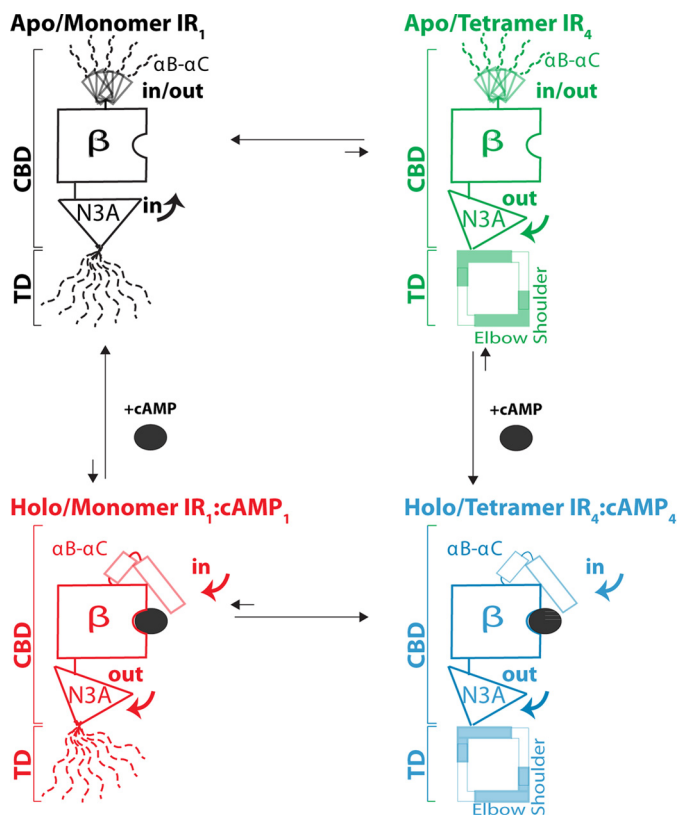 Apo/Monomer IR1
αB-αC
in/out
CBD
β
N3A
in
TD
Apo/Tetramer IR4
αB-αC
in/out
CBD
β
out
N3A
TD
Elbow
Shoulder
+cAMP
+cAMP
Holo/Monomer IR1:cAMP1
αB-αC
in
CBD
β
out
N3A
TD
Holo/Tetramer IR4:cAMP4
αB-αC
in
CBD
β
out
N3A
TD
Elbow
Shoulder